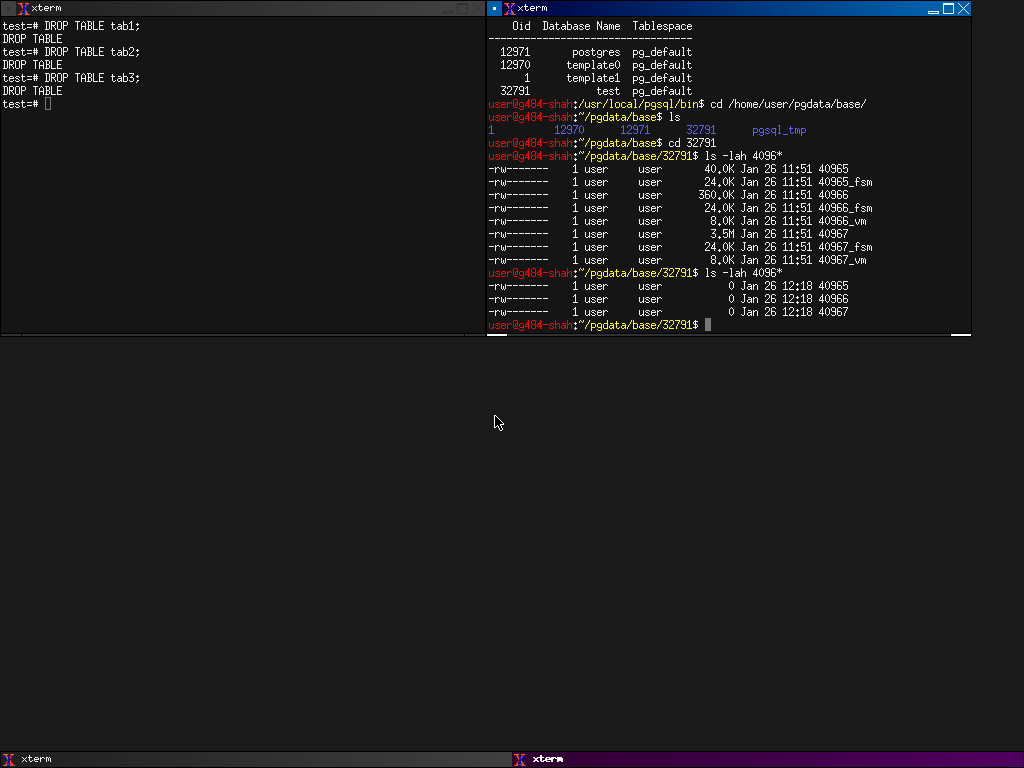 xterm
test=# DROP TABLE tab1;
DROP TABLE
test=# DROP TABLE tab2;
DROP TABLE
test=# DROP TABLE tab3;
DROP TABLE
test=#
xterm
Oid Database Name Tablespace
----------------------------------
12971 postgres pg_default
12970 template0 pg_default
1 template1 pg_default
32791 test pg_default
user@g484-shah:/usr/local/pgsql/bin$ cd /home/user/pgdata/base/
user@g484-shah:~/pgdata/base$ ls
1 12970 12971 32791 pgsql_tmp
user@g484-shah:~/pgdata/base$ cd 32791
user@g484-shah:~/pgdata/base/32791$ ls -lah 4096*
-rw------- 1 user user 40.0K Jan 26 11:51 40965
-rw------- 1 user user 24.0K Jan 26 11:51 40965_fsm
-rw------- 1 user user 360.0K Jan 26 11:51 40966
-rw------- 1 user user 24.0K Jan 26 11:51 40966_fsm
-rw------- 1 user user 8.0K Jan 26 11:51 40966_vm
-rw------- 1 user user 3.5M Jan 26 11:51 40967
-rw------- 1 user user 24.0K Jan 26 11:51 40967_fsm
-rw------- 1 user user 8.0K Jan 26 11:51 40967_vm
user@g484-shah:~/pgdata/base/32791$ ls -lah 4096*
-rw------- 1 user user 0 Jan 26 12:18 40965
-rw------- 1 user user 0 Jan 26 12:18 40966
-rw------- 1 user user 0 Jan 26 12:18 40967
user@g484-shah:~/pgdata/base/32791$
xterm
xterm